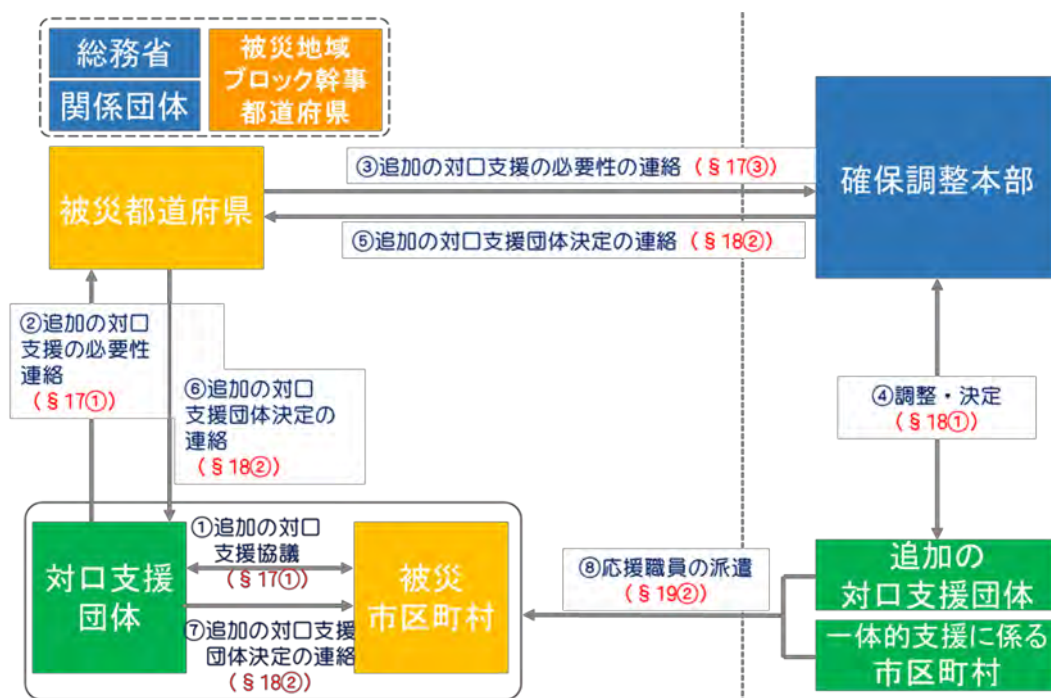 総務省
関係団体
被災地域
ブロック幹事
都道府県
被災都道府県
③追加の対口支援の必要性の連絡(§17③)
⑤追加の対口支援団体決定の連絡(§18②)
確保調整本部
②追加の対口
支援の必要性
連絡
(§17①)
⑥追加の対口
支援団体決定の
連絡
(§18②)
④調整・決定
(§18①)
対口支援
団体
①追加の対口
支援協議
(§17①)
⑦追加の対口支援
団体決定の連絡
(§18②)
被災
市区町村
⑧応援職員の派遣
(§19②)
追加の
対口支援団体
一体的支援に係る
市区町村